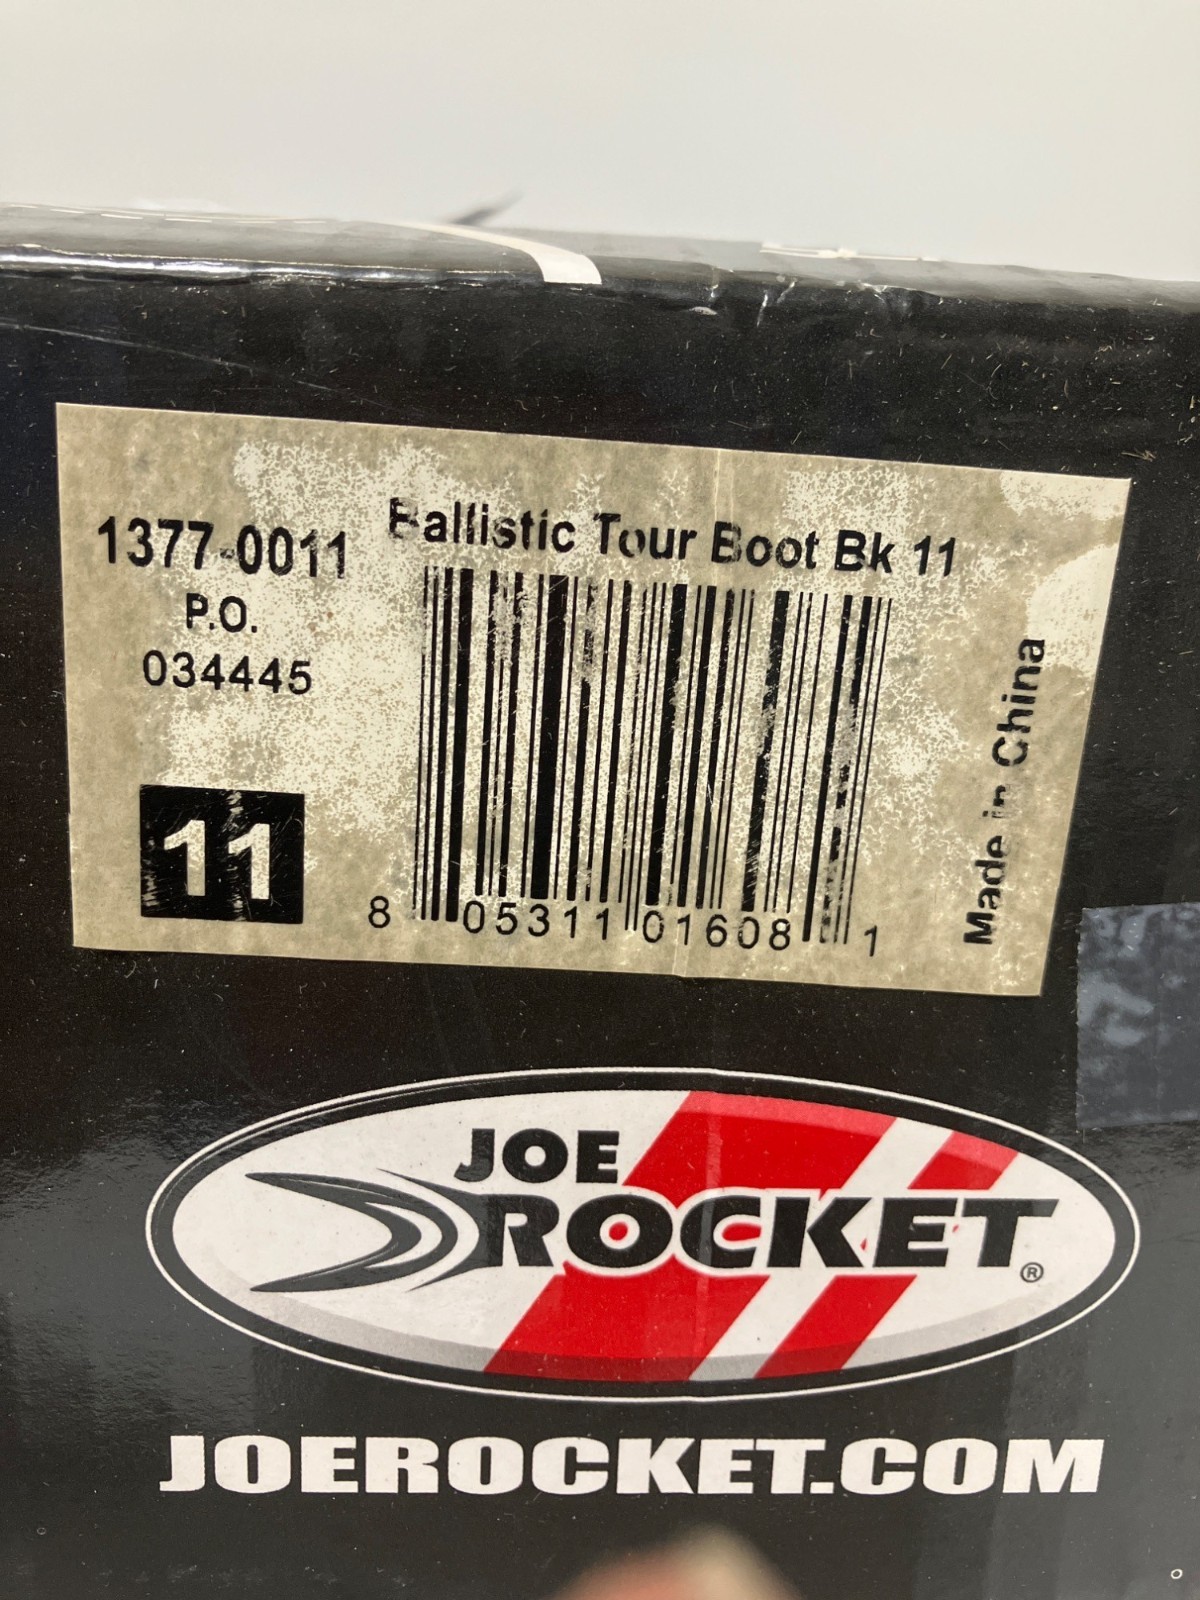 1377-0011
Ballistic Tour Boot Bk 11
P.O.
034445
11
8 05311 01608 1
Made in China
JOE
ROCKET®
JOEROCKET.COM